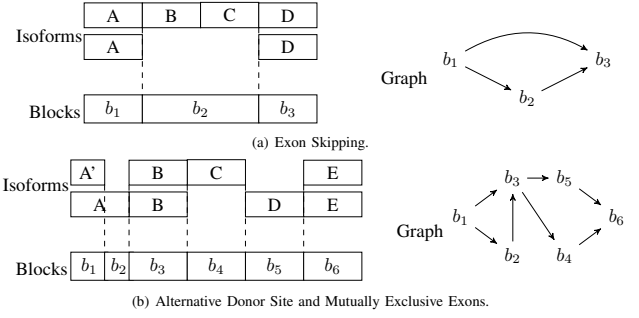 A B C D
Isoforms
A D
Graph b₁ b₂ b₃
Blocks b₁ b₂ b₃
(a) Exon Skipping.
A' B C E
Isoforms
A B D E
Graph b₁ b₂ b₃ b₄ b₅ b₆
Blocks b₁ b₂ b₃ b₄ b₅ b₆
(b) Alternative Donor Site and Mutually Exclusive Exons.